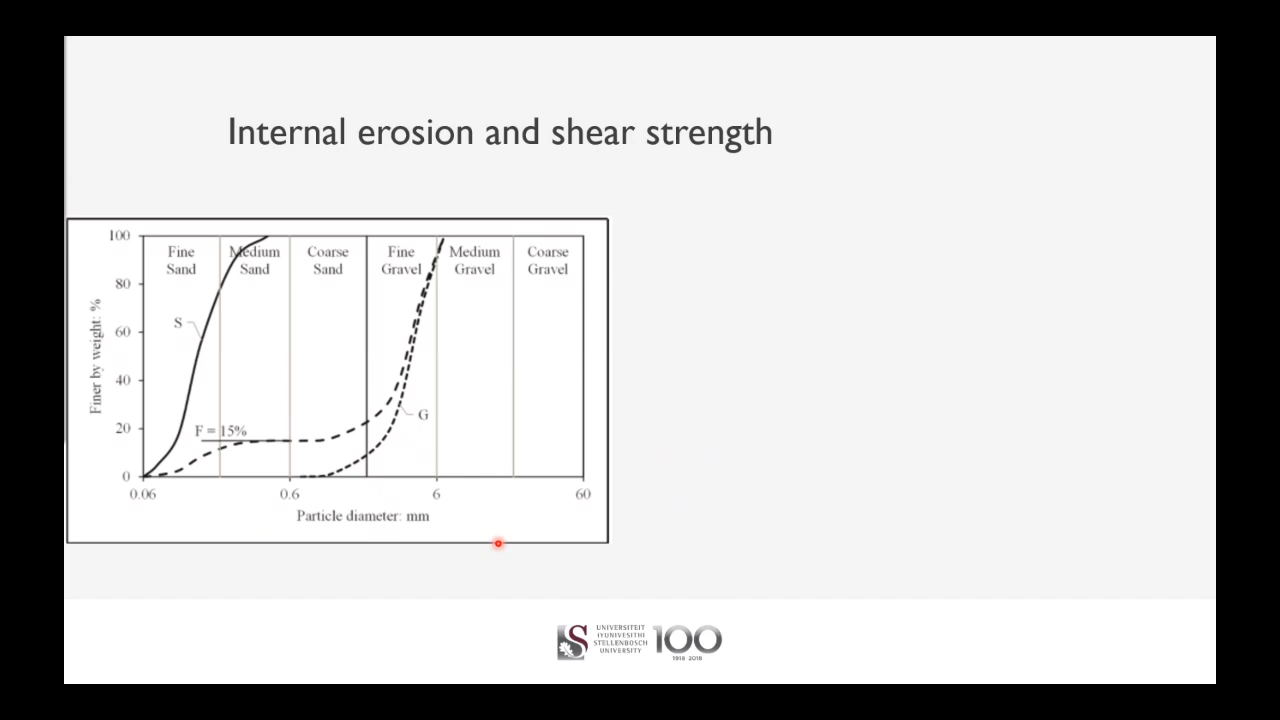 Internal erosion and shear strength
100
Fine
Sand
Medium
Sand
Coarse
Sand
Fine
Gravel
Medium
Gravel
Coarse
Gravel
80
60
40
20
0
Finer by weight: %
S
F = 15%
G
0.06
0.6
6
60
Particle diameter: mm
UNIVERSITEIT
IYUNIVESITHI
STELLENBOSCH
UNIVERSITY
100
1918 2018